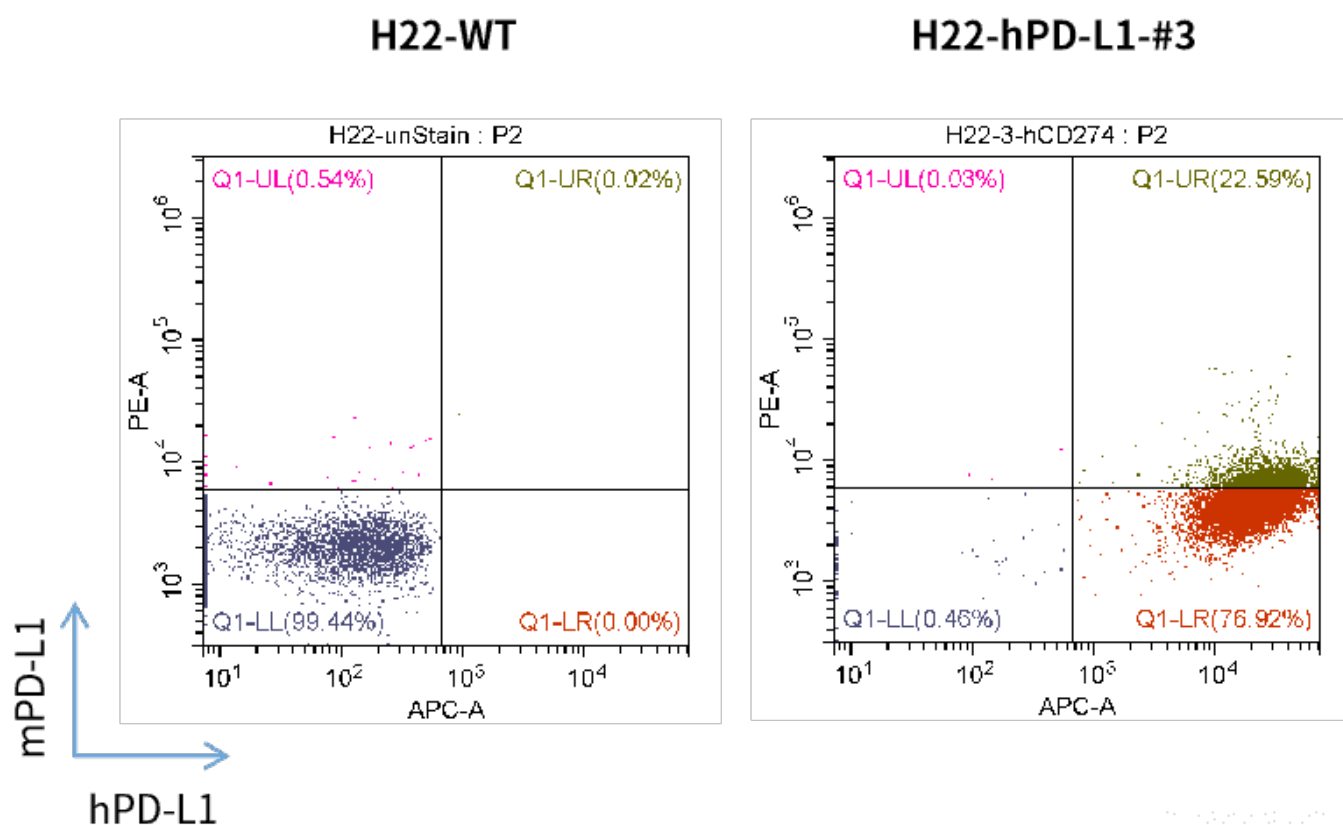 H22-WT
H22-hPD-L1-#3
H22-unStain : P2
Q1-UL(0.54%)
Q1-UR(0.02%)
10^6
10^5
10^4
10^3
PE-A
Q1-LL(99.44%)
Q1-LR(0.00%)
10^1
10^2
10^3
10^4
APC-A
H22-3-hCD274 : P2
Q1-UL(0.03%)
Q1-UR(22.59%)
10^6
10^5
10^4
10^3
PE-A
Q1-LL(0.46%)
Q1-LR(76.92%)
10^1
10^2
10^3
10^4
APC-A
mPD-L1
hPD-L1